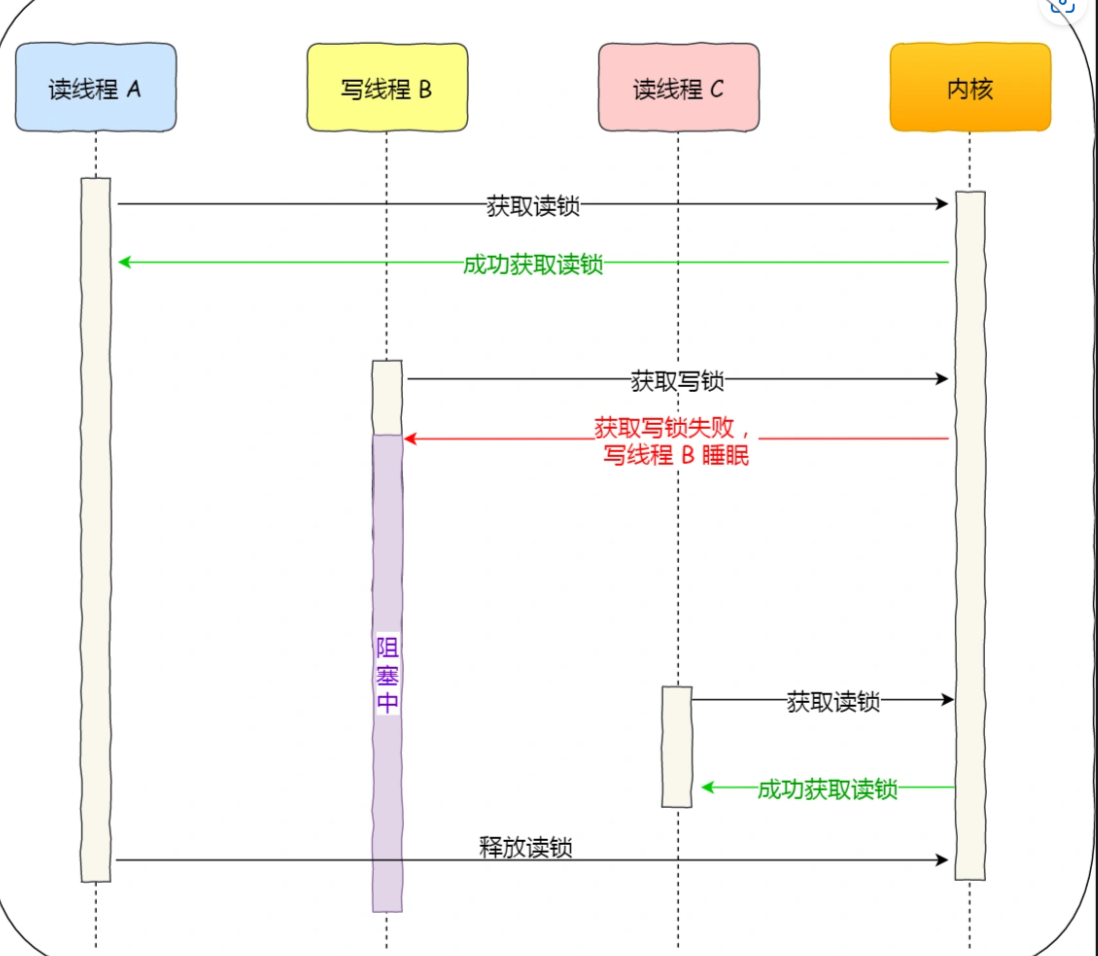 读线程 A
写线程 B
读线程 C
内核
获取读锁
成功获取读锁
获取写锁
获取写锁失败，
写线程 B 睡眠
阻
塞
中
获取读锁
成功获取读锁
释放读锁